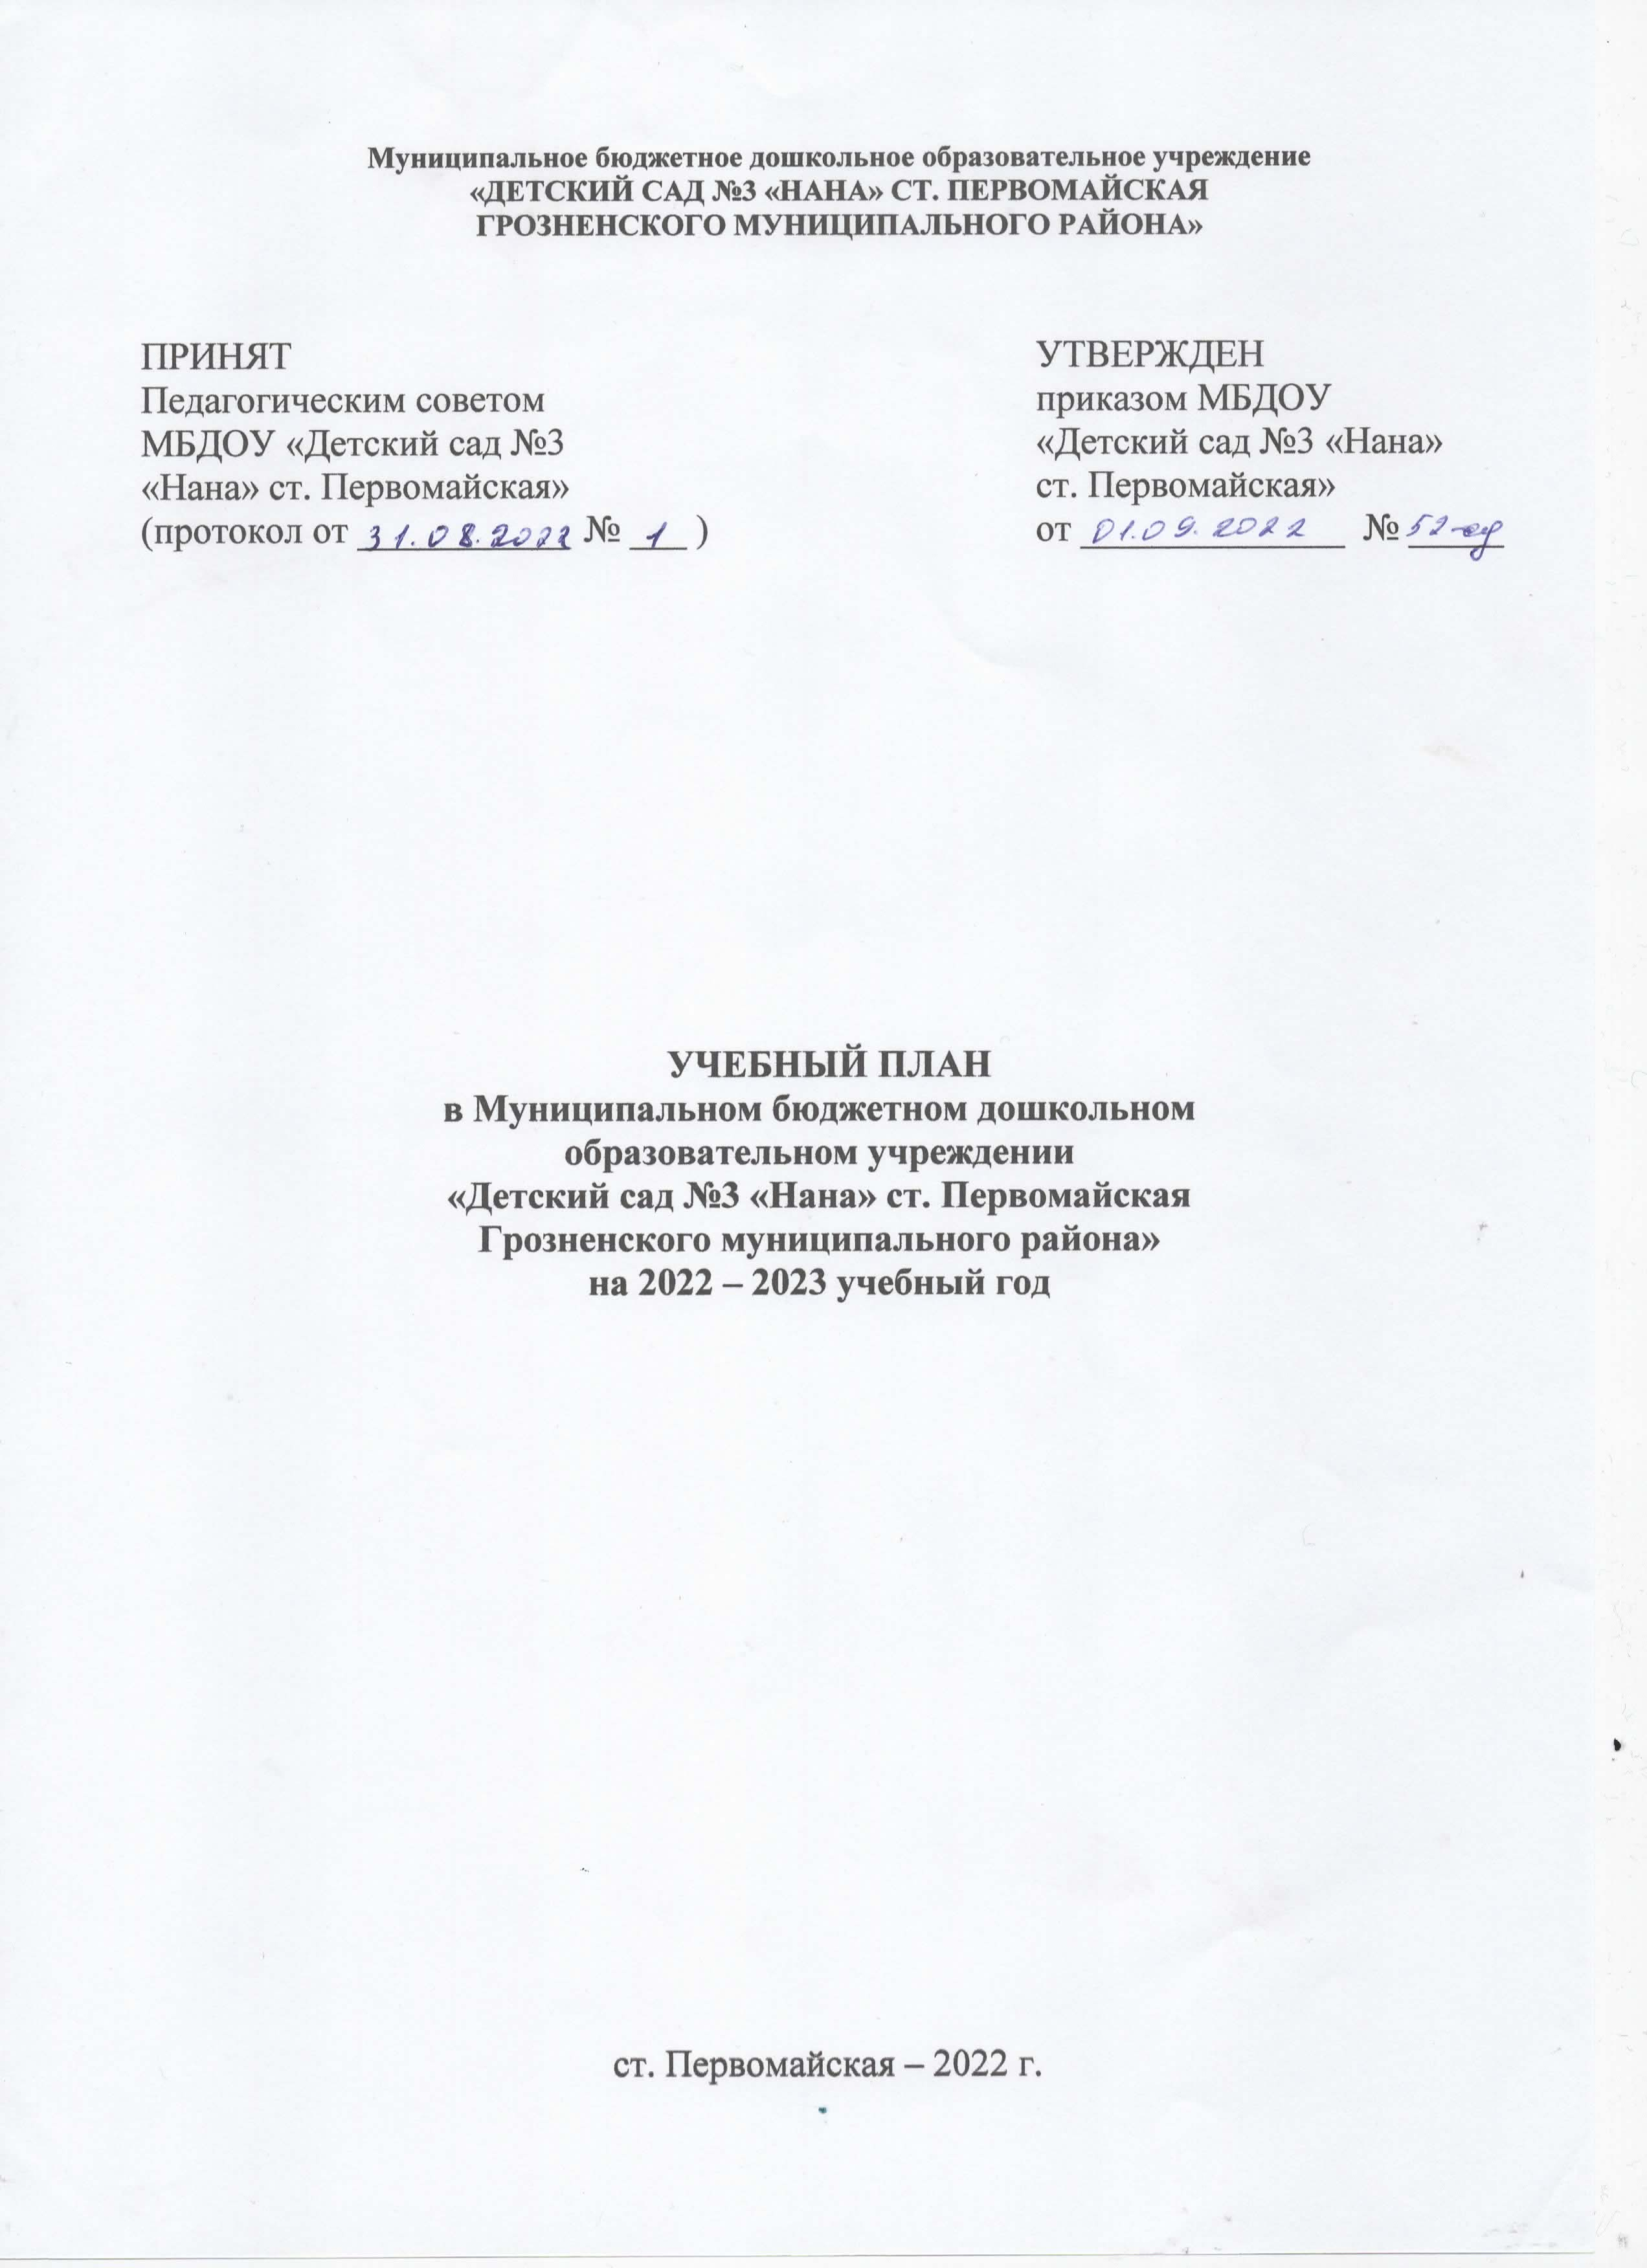 Муниципальное бюджетное дошкольное образовательное учреждение
«ДЕТСКИЙ САД №3 «НАНА» СТ. ПЕРВОМАЙСКАЯ
ГРОЗНЕНСКОГО МУНИЦИПАЛЬНОГО РАЙОНА»
ПРИНЯТ
Педагогическим советом
МБДОУ «Детский сад №3
«Нана» ст. Первомайская»
(протокол от 31.08.2022 № 1 )
УТВЕРЖДЕН
приказом МБДОУ
«Детский сад №3 «Нана»
ст. Первомайская»
от 01.09.2022 № 52-од
УЧЕБНЫЙ ПЛАН
в Муниципальном бюджетном дошкольном
образовательном учреждении
«Детский сад №3 «Нана» ст. Первомайская
Грозненского муниципального района»
на 2022 – 2023 учебный год
ст. Первомайская – 2022 г.